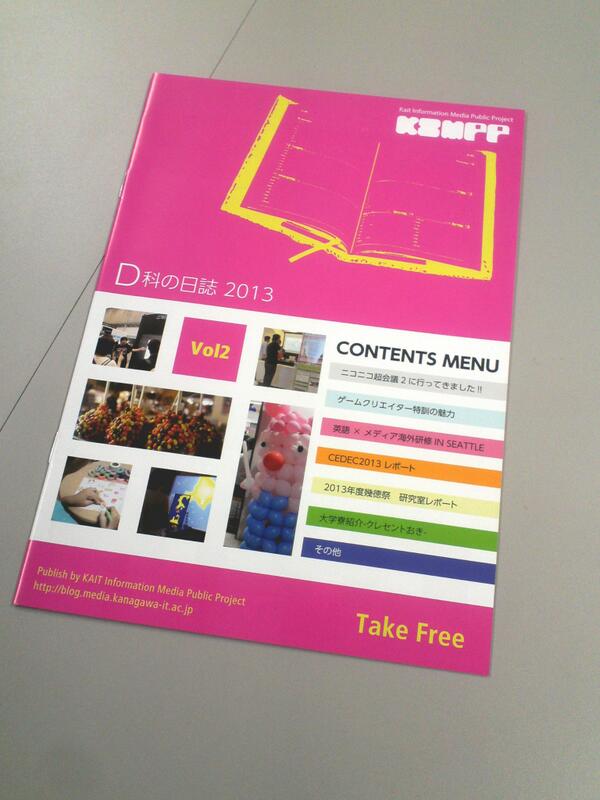 Kait Information Media Public Project
KIMPP
D科の日誌 2013
Vol2
CONTENTS MENU
ニコニコ超会議2に行ってきました!!
ゲームクリエイター特訓の魅力
英語 × メディア海外研修 IN SEATTLE
CEDEC2013 レポート
2013年度幾徳祭 研究室レポート
大学寮紹介-クレセントおぎ-
その他
Publish by KAIT Information Media Public Project
http://blog.media.kanagawa-it.ac.jp
Take Free